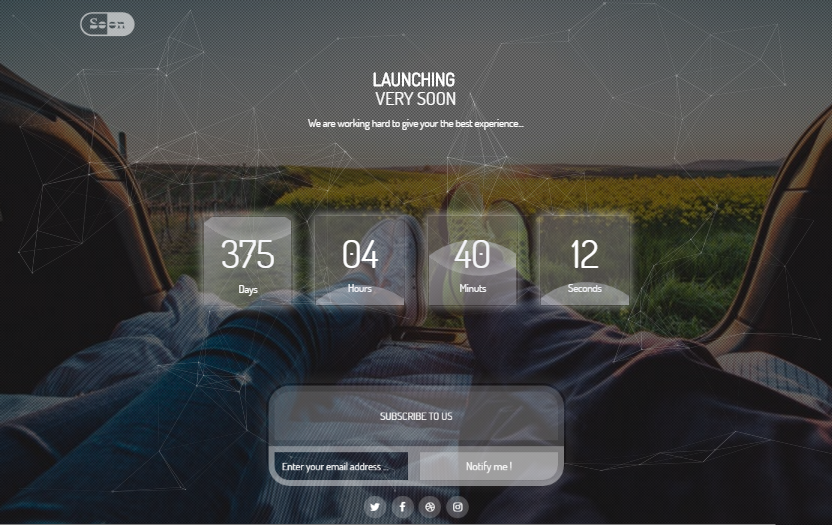 Soon
LAUNCHING
VERY SOON
We are working hard to give your the best experience...
375
04
40
12
Days
Hours
Minuts
Seconds
SUBSCRIBE TO US
Enter your email address ...
Notify me !